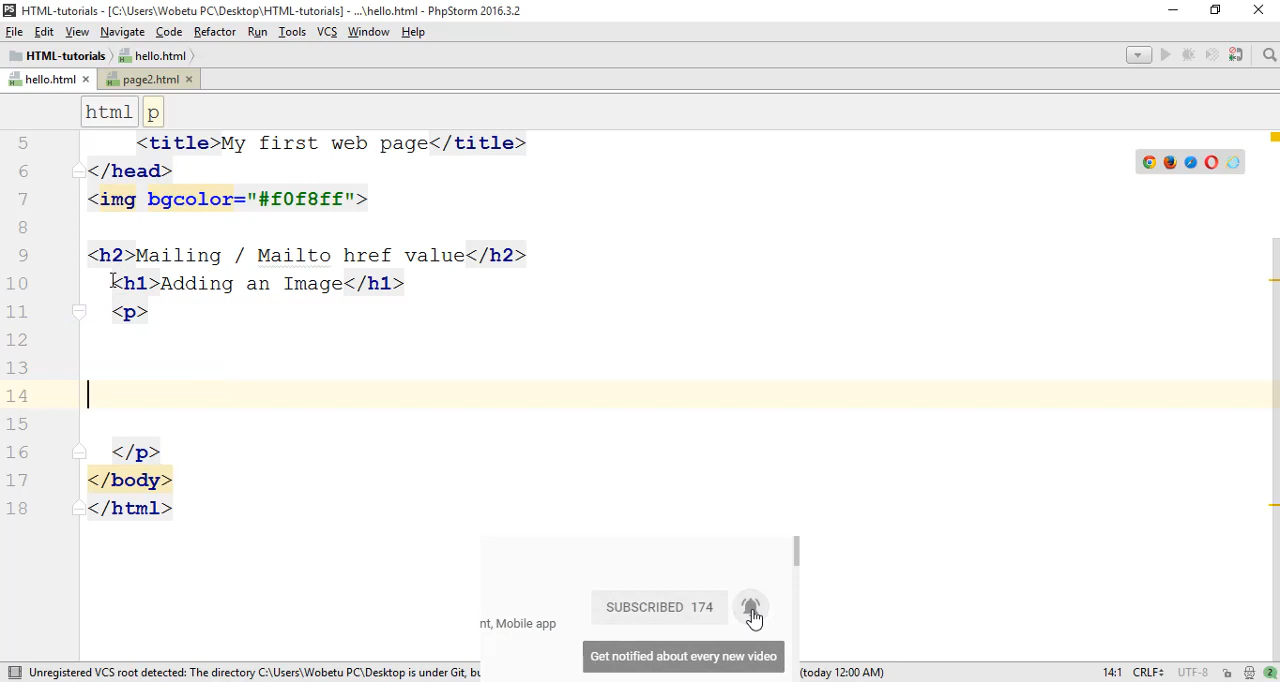 HTML-tutorials - [C:\Users\Wobetu PC\Desktop\HTML-tutorials] - ...\hello.html - PhpStorm 2016.3.2
File Edit View Navigate Code Refactor Run Tools VCS Window Help
HTML-tutorials hello.html
hello.html page2.html
html p
5 <title>My first web page</title>
6 </head>
7 <img bgcolor="#f0f8ff">
8
9 <h2>Mailing / Mailto href value</h2>
10 <h1>Adding an Image</h1>
11 <p>
12
13
14
15
16 </p>
17 </body>
18 </html>
SUBSCRIBED 174
nt, Mobile app
Get notified about every new video
Unregistered VCS root detected: The directory C:\Users\Wobetu PC\Desktop is under Git, bu (today 12:00 AM) 14:1 CRLF UTF-8 2